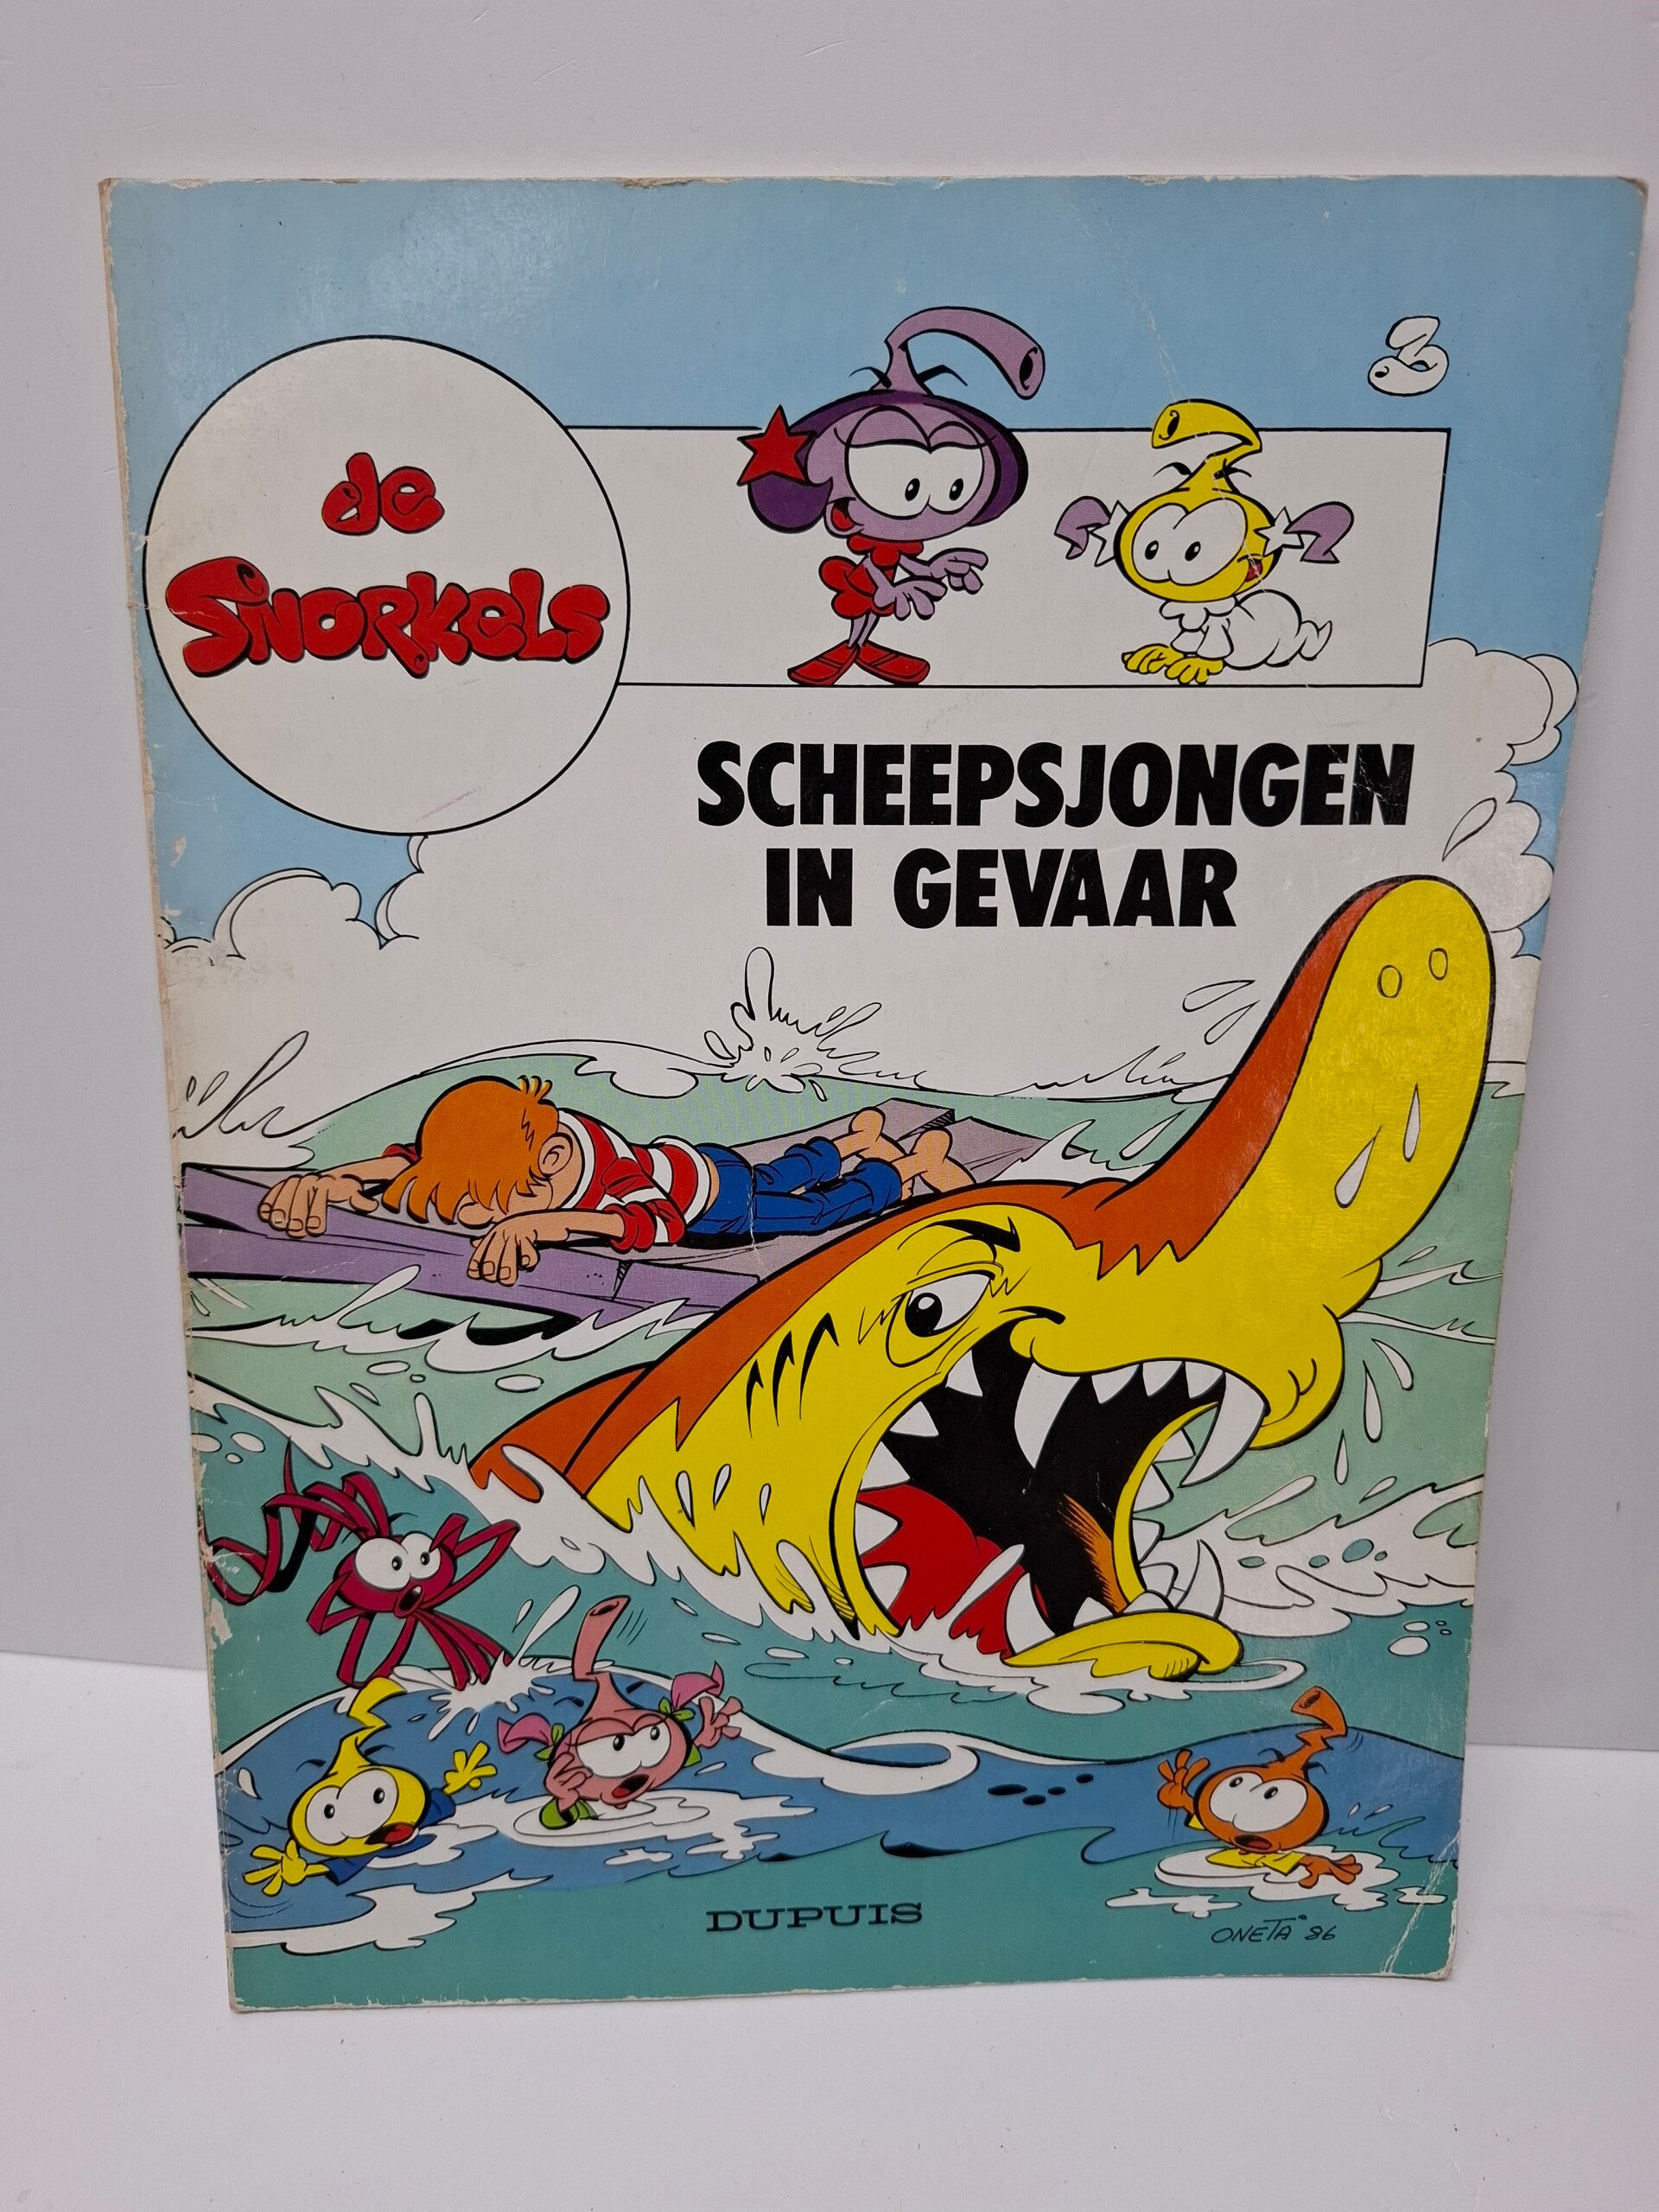 3
de
SNORKELS
SCHEEPSJONGEN
IN GEVAAR
DUPUIS
ONETA 86